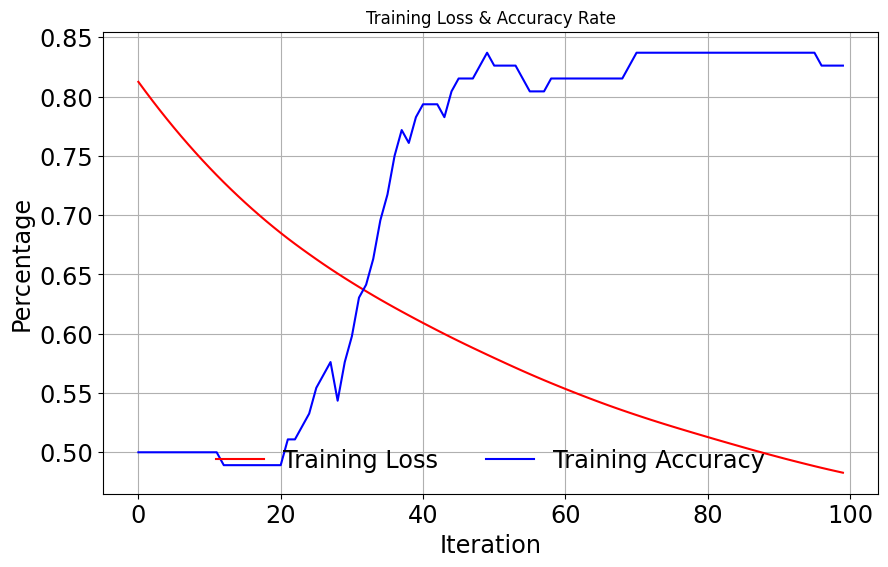 Training Loss & Accuracy Rate
0.85
0.80
0.75
0.70
0.65
0.60
0.55
0.50
Percentage
Training Loss Training Accuracy
0 20 40 60 80 100
Iteration